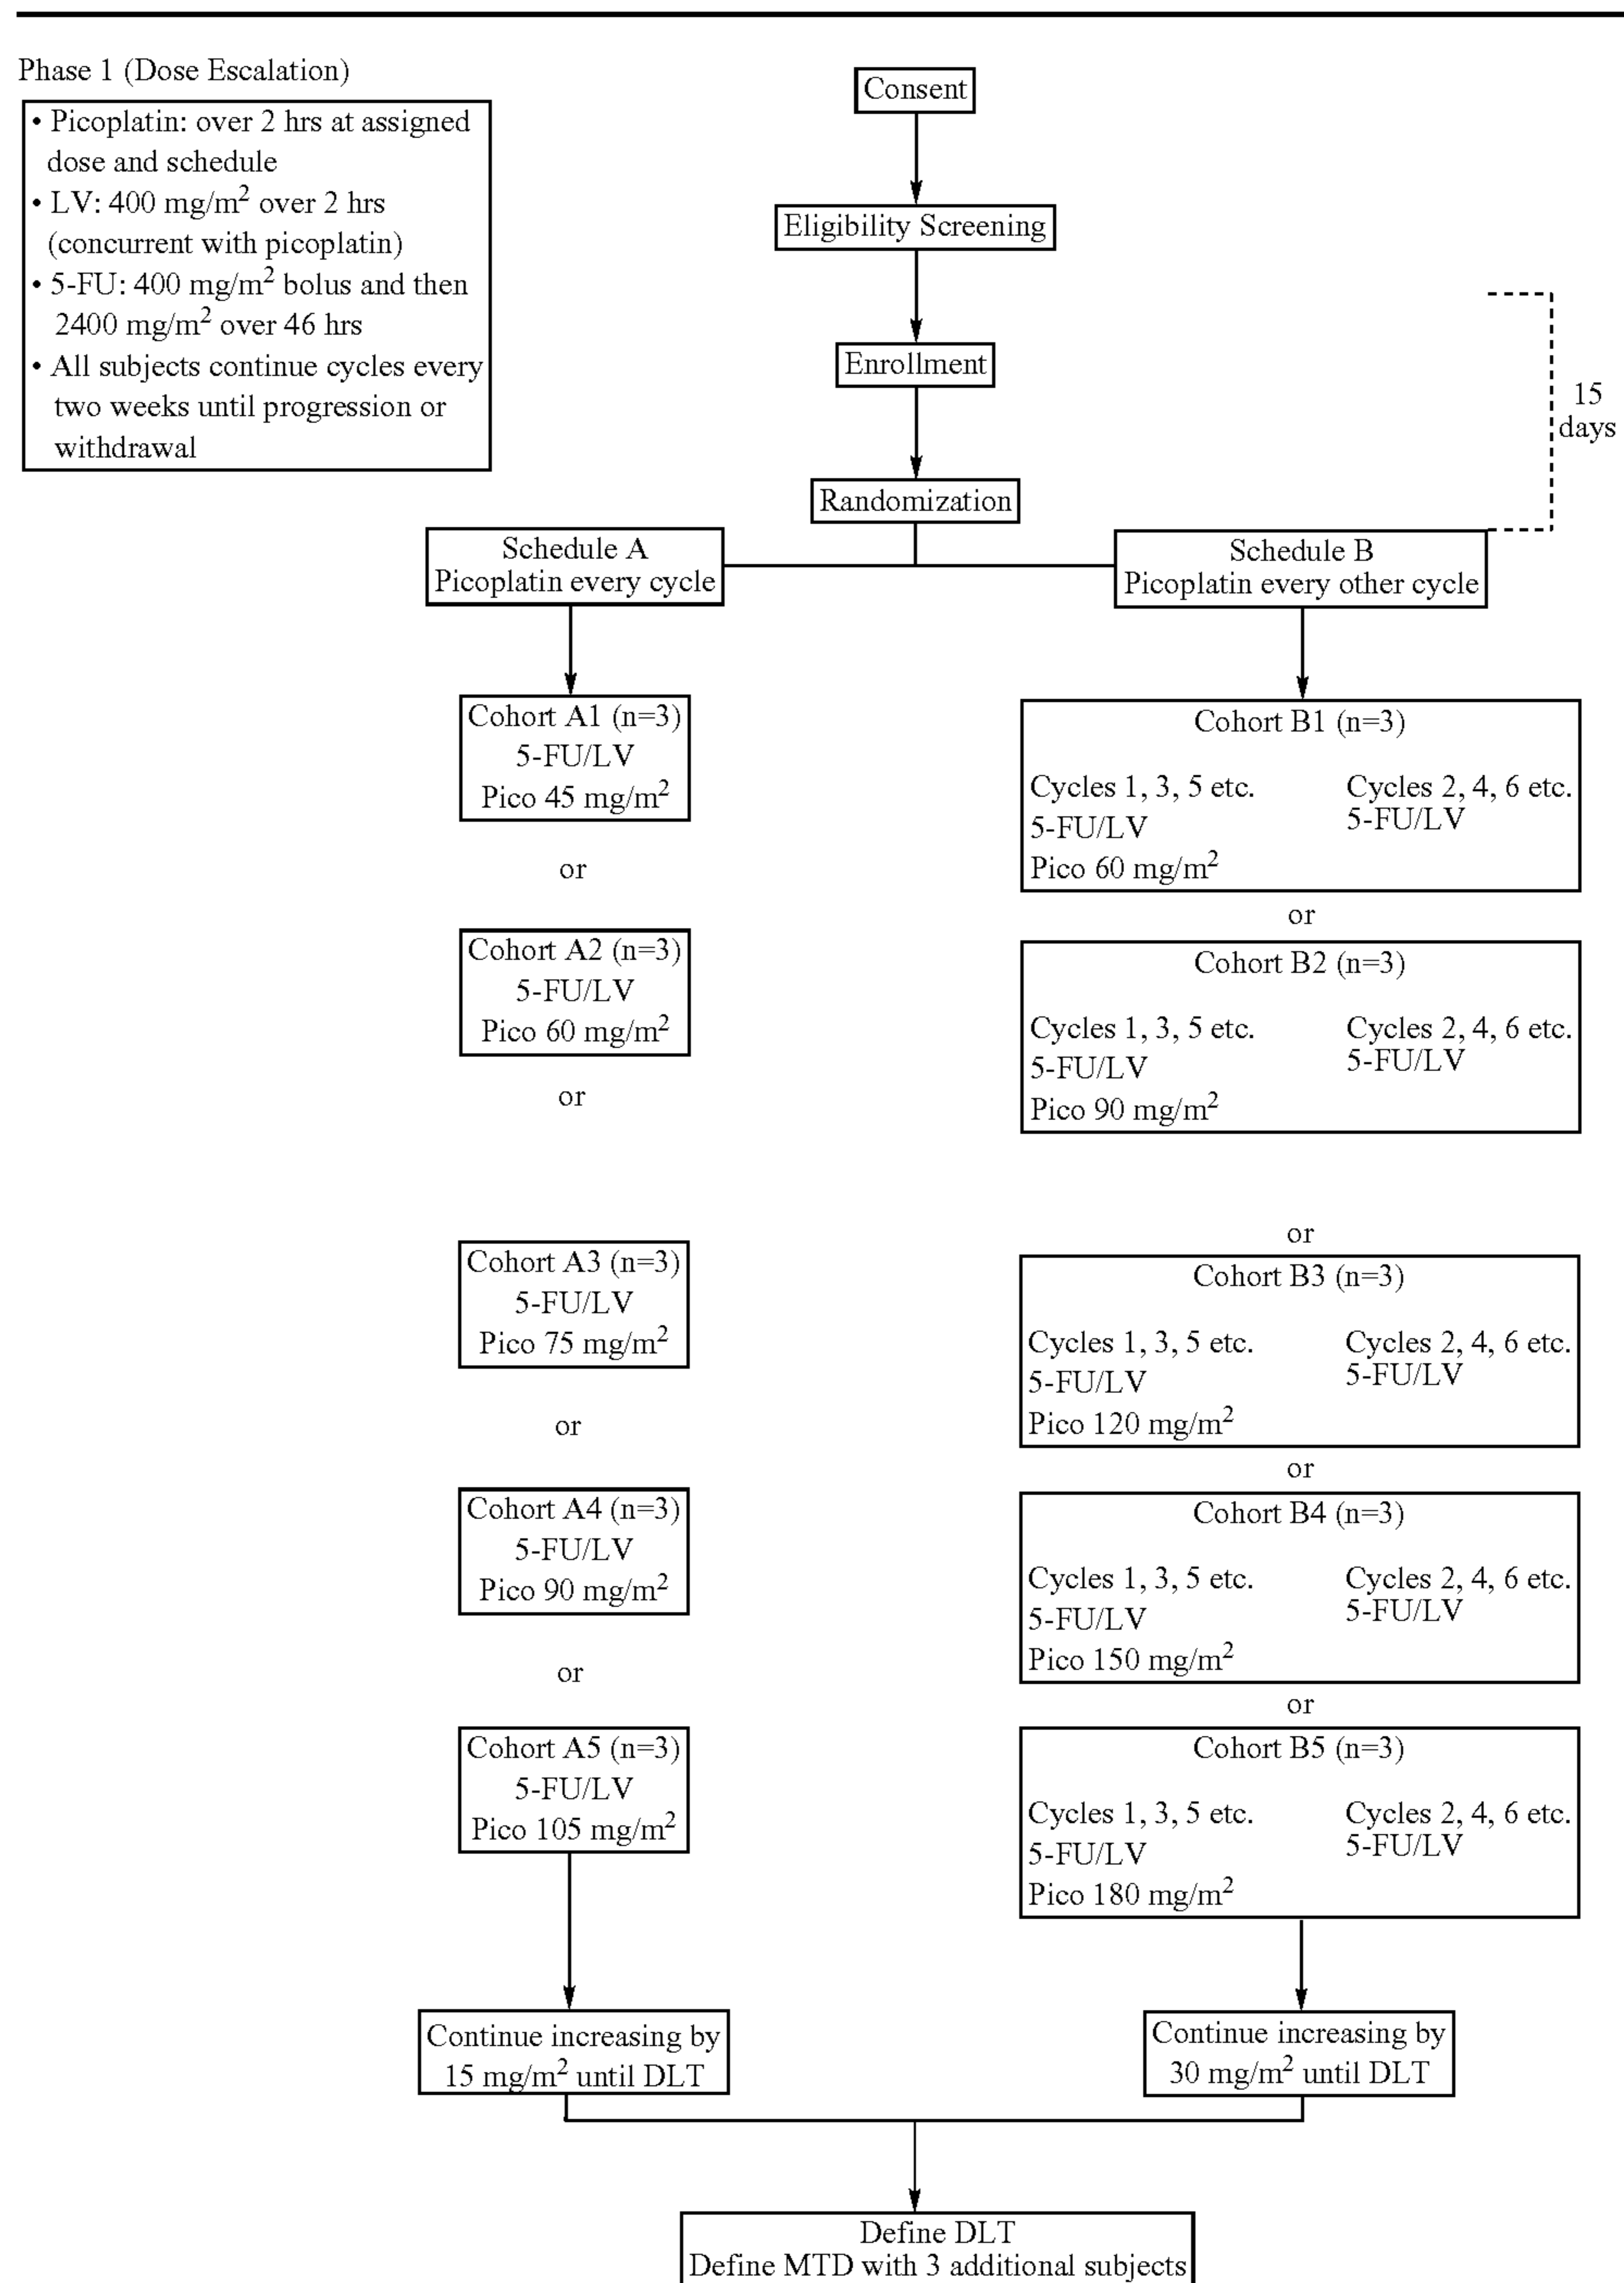 Phase 1 (Dose Escalation)
• Picoplatin: over 2 hrs at assigned
dose and schedule
• LV: 400 mg/m² over 2 hrs
(concurrent with picoplatin)
• 5-FU: 400 mg/m² bolus and then
2400 mg/m² over 46 hrs
• All subjects continue cycles every
two weeks until progression or
withdrawal
Consent
Eligibility Screening
Enrollment
Randomization
15
days
Schedule A
Picoplatin every cycle
Schedule B
Picoplatin every other cycle
Cohort A1 (n=3)
5-FU/LV
Pico 45 mg/m²
or
Cohort A2 (n=3)
5-FU/LV
Pico 60 mg/m²
or
Cohort A3 (n=3)
5-FU/LV
Pico 75 mg/m²
or
Cohort A4 (n=3)
5-FU/LV
Pico 90 mg/m²
or
Cohort A5 (n=3)
5-FU/LV
Pico 105 mg/m²
Continue increasing by
15 mg/m² until DLT
Cohort B1 (n=3)
Cycles 1, 3, 5 etc.
5-FU/LV
Pico 60 mg/m²
Cycles 2, 4, 6 etc.
5-FU/LV
or
Cohort B2 (n=3)
Cycles 1, 3, 5 etc.
5-FU/LV
Pico 90 mg/m²
Cycles 2, 4, 6 etc.
5-FU/LV
or
Cohort B3 (n=3)
Cycles 1, 3, 5 etc.
5-FU/LV
Pico 120 mg/m²
Cycles 2, 4, 6 etc.
5-FU/LV
or
Cohort B4 (n=3)
Cycles 1, 3, 5 etc.
5-FU/LV
Pico 150 mg/m²
Cycles 2, 4, 6 etc.
5-FU/LV
or
Cohort B5 (n=3)
Cycles 1, 3, 5 etc.
5-FU/LV
Pico 180 mg/m²
Cycles 2, 4, 6 etc.
5-FU/LV
Continue increasing by
30 mg/m² until DLT
Define DLT
Define MTD with 3 additional subjects